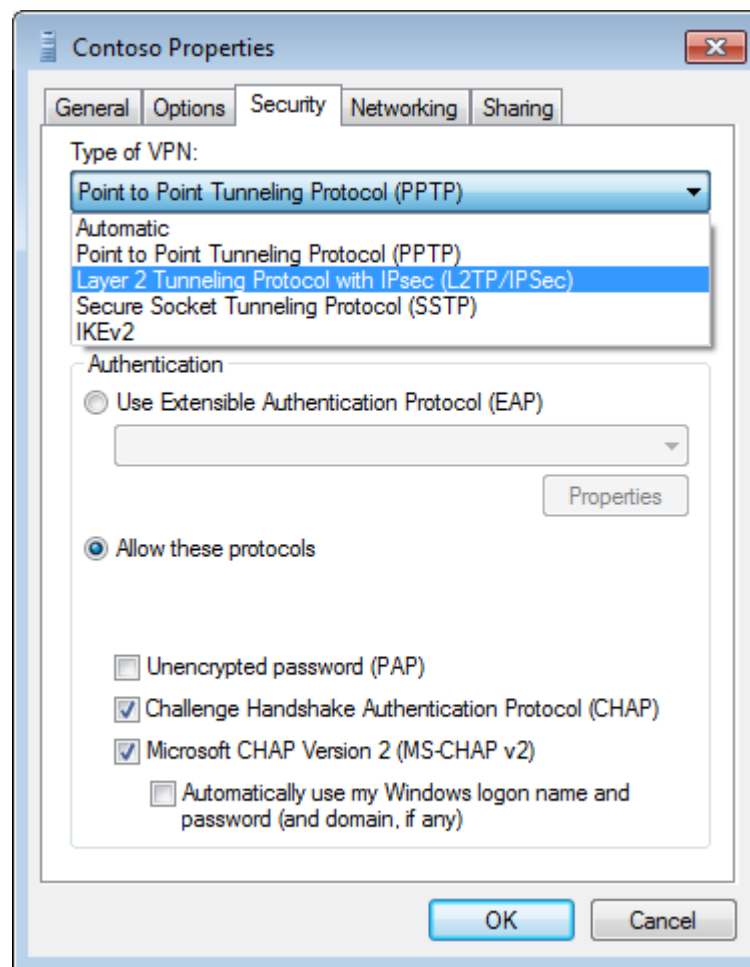 Contoso Properties
General Options Security Networking Sharing
Type of VPN:
Point to Point Tunneling Protocol (PPTP)
Automatic
Point to Point Tunneling Protocol (PPTP)
Layer 2 Tunneling Protocol with IPsec (L2TP/IPSec)
Secure Socket Tunneling Protocol (SSTP)
IKEv2
Authentication
Use Extensible Authentication Protocol (EAP)
Properties
Allow these protocols
Unencrypted password (PAP)
Challenge Handshake Authentication Protocol (CHAP)
Microsoft CHAP Version 2 (MS-CHAP v2)
Automatically use my Windows logon name and
password (and domain, if any)
OK Cancel